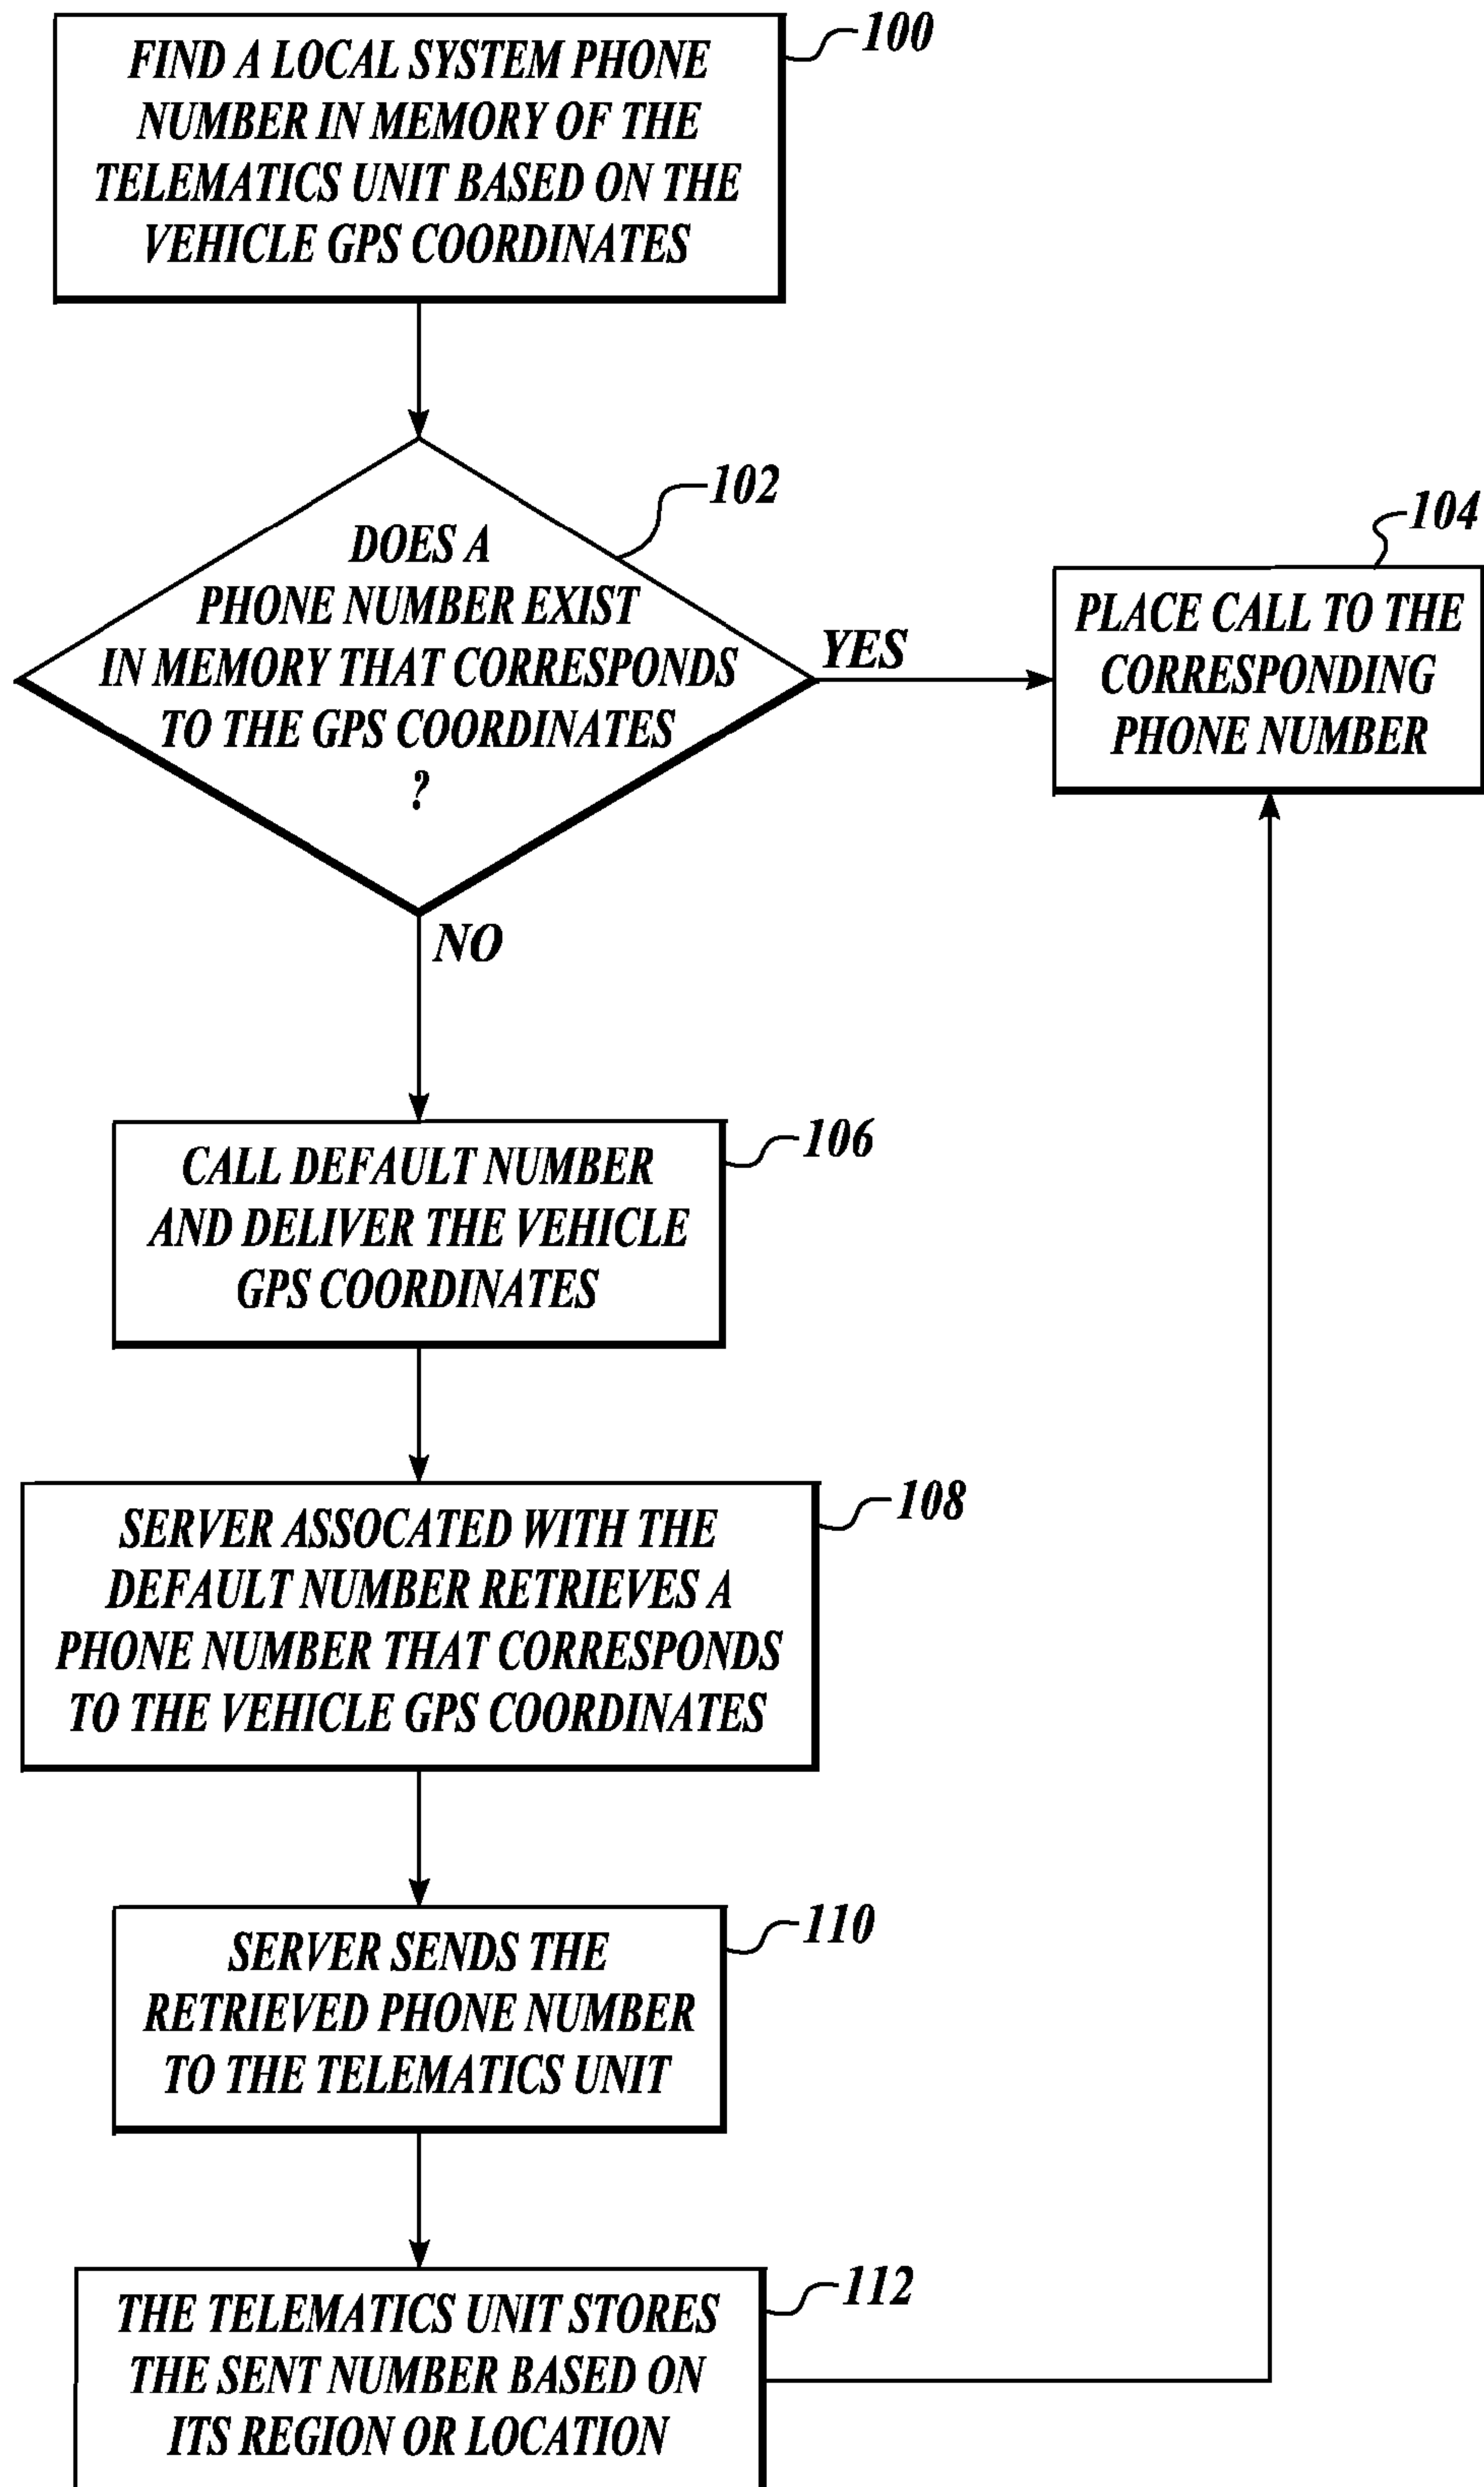 FIND A LOCAL SYSTEM PHONE
NUMBER IN MEMORY OF THE
TELEMATICS UNIT BASED ON THE
VEHICLE GPS COORDINATES
100
DOES A
PHONE NUMBER EXIST
IN MEMORY THAT CORRESPONDS
TO THE GPS COORDINATES
?
102
YES
104
PLACE CALL TO THE
CORRESPONDING
PHONE NUMBER
NO
CALL DEFAULT NUMBER
AND DELIVER THE VEHICLE
GPS COORDINATES
106
SERVER ASSOCATED WITH THE
DEFAULT NUMBER RETRIEVES A
PHONE NUMBER THAT CORRESPONDS
TO THE VEHICLE GPS COORDINATES
108
SERVER SENDS THE
RETRIEVED PHONE NUMBER
TO THE TELEMATICS UNIT
110
THE TELEMATICS UNIT STORES
THE SENT NUMBER BASED ON
ITS REGION OR LOCATION
112